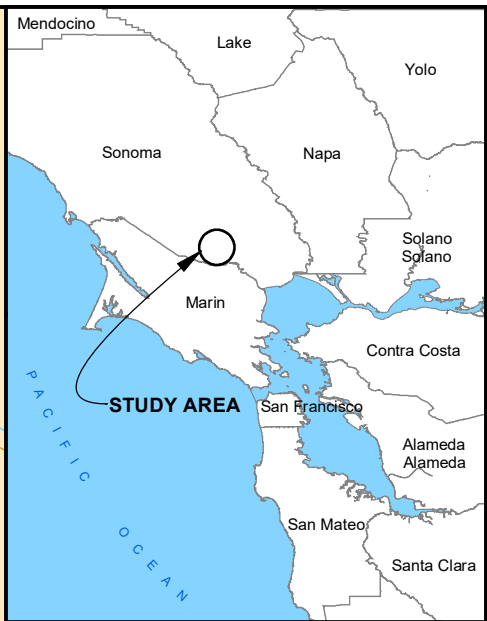 Mendocino
Lake
Yolo
Sonoma
Napa
Solano
Solano
Marin
Contra Costa
STUDY AREA
San Francisco
Alameda
Alameda
San Mateo
Santa Clara
PACIFIC OCEAN